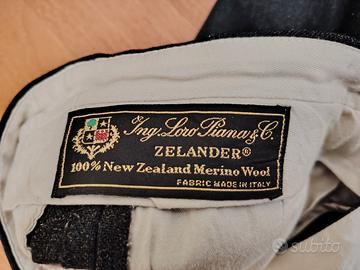 Ing. Loro Piana & C.
ZELANDER®
100% New Zealand Merino Wool
FABRIC MADE IN ITALY
subito